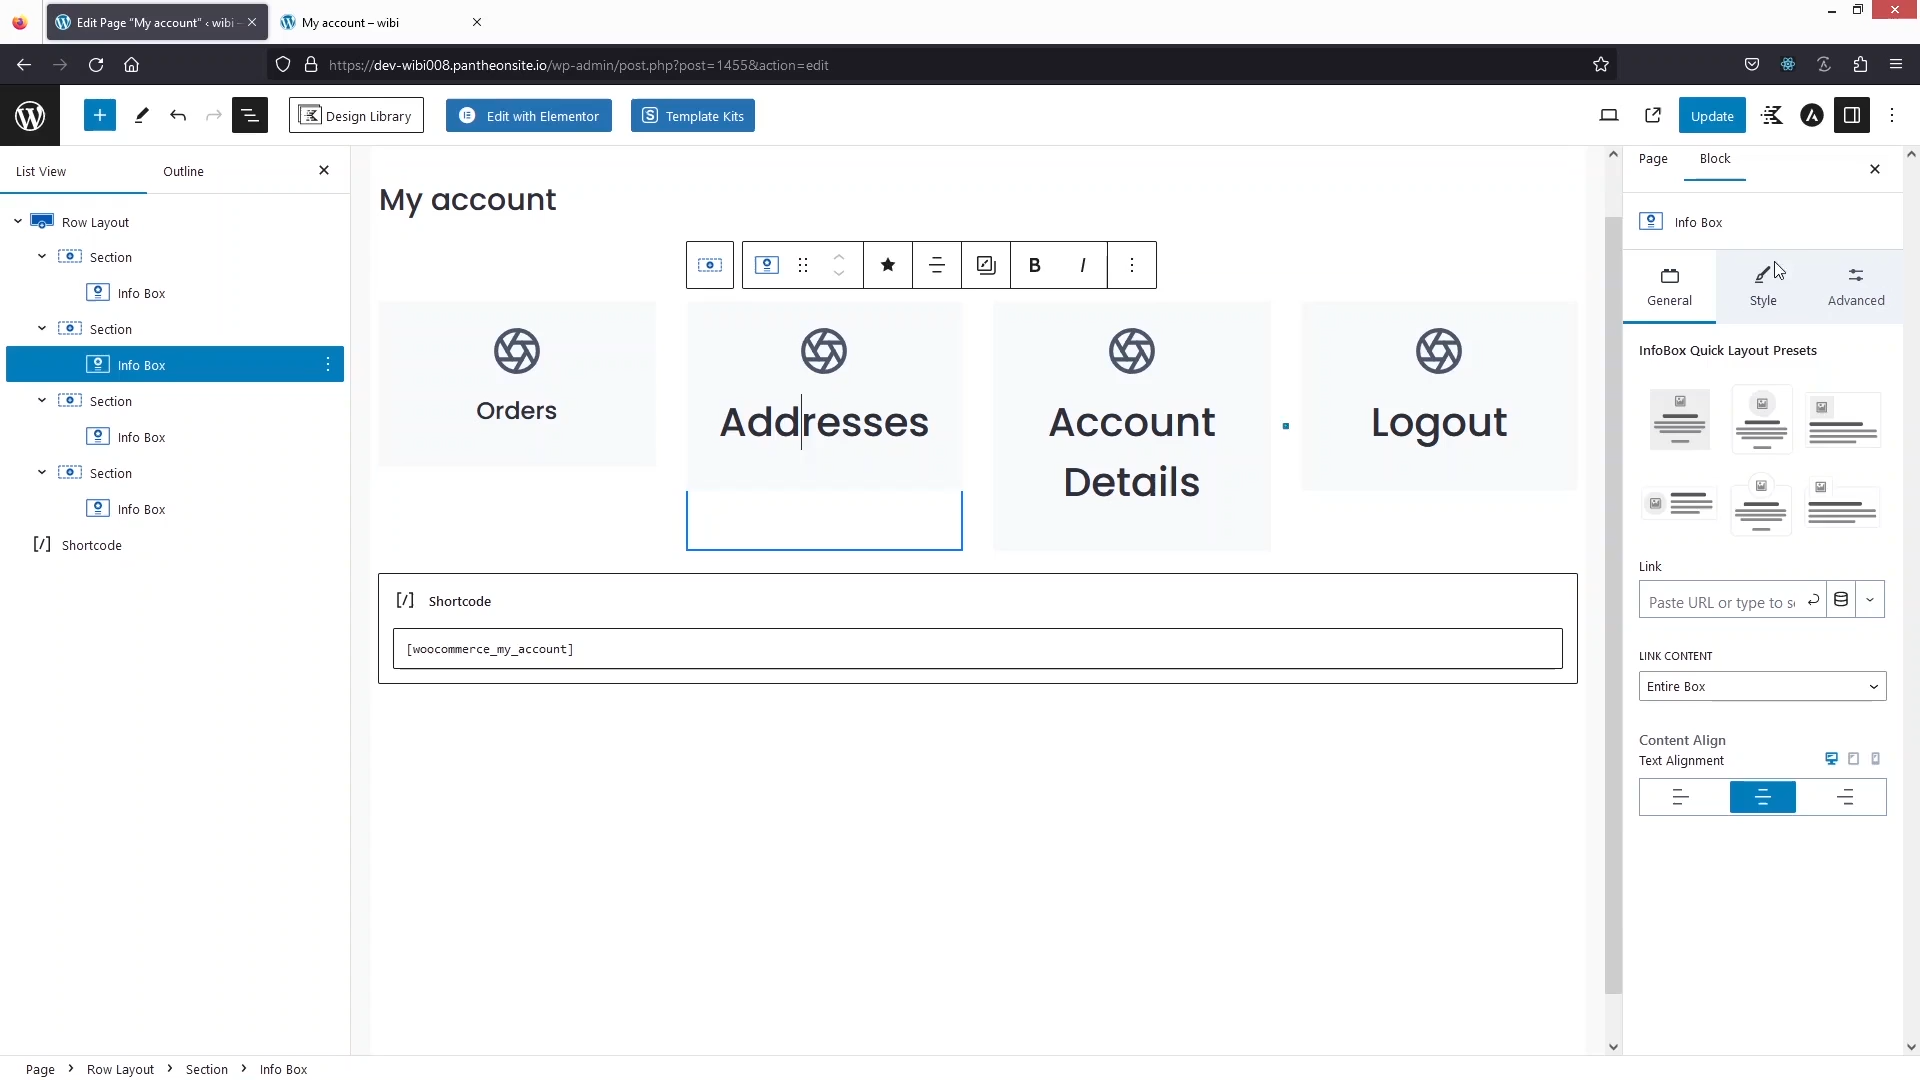 Edit Page “My account” ‹ wibi –
My account – wibi
https://dev-wibi008.pantheonsite.io/wp-admin/post.php?post=1455&action=edit
Design Library
Edit with Elementor
Template Kits
Update
List View
Outline
Row Layout
Section
Info Box
Section
Info Box
Section
Info Box
Section
Info Box
[/] Shortcode
My account
B I
Orders
Addresses
Account
Details
Logout
[/] Shortcode
[woocommerce_my_account]
Page
Block
Info Box
General
Style
Advanced
InfoBox Quick Layout Presets
Link
Paste URL or type to se
LINK CONTENT
Entire Box
Content Align
Text Alignment
Page > Row Layout > Section > Info Box